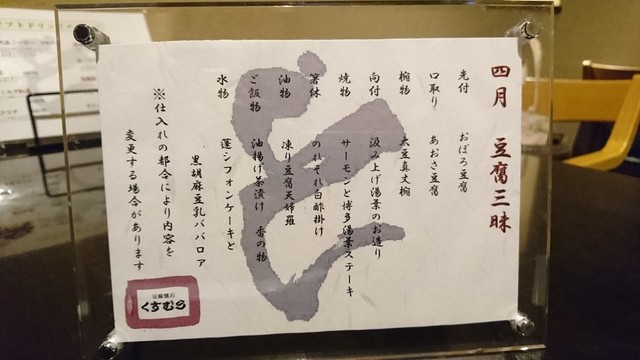 四月 豆腐三昧
先付 おぼろ豆腐
口取り あおさ豆腐
椀物 大豆真丈椀
向付 汲み上げ湯葉のお造り
焼物 サーモンと博多湯葉ステーキ
箸休 のれそれ白酢掛け
油物 凍り豆腐天婦羅
ご飯物 油揚げ茶漬け 香の物
水物 蓬シフォンケーキと
黒胡麻豆乳ババロア
※仕入れの都合により内容を
変更する場合があります
豆腐懐石
くすむら